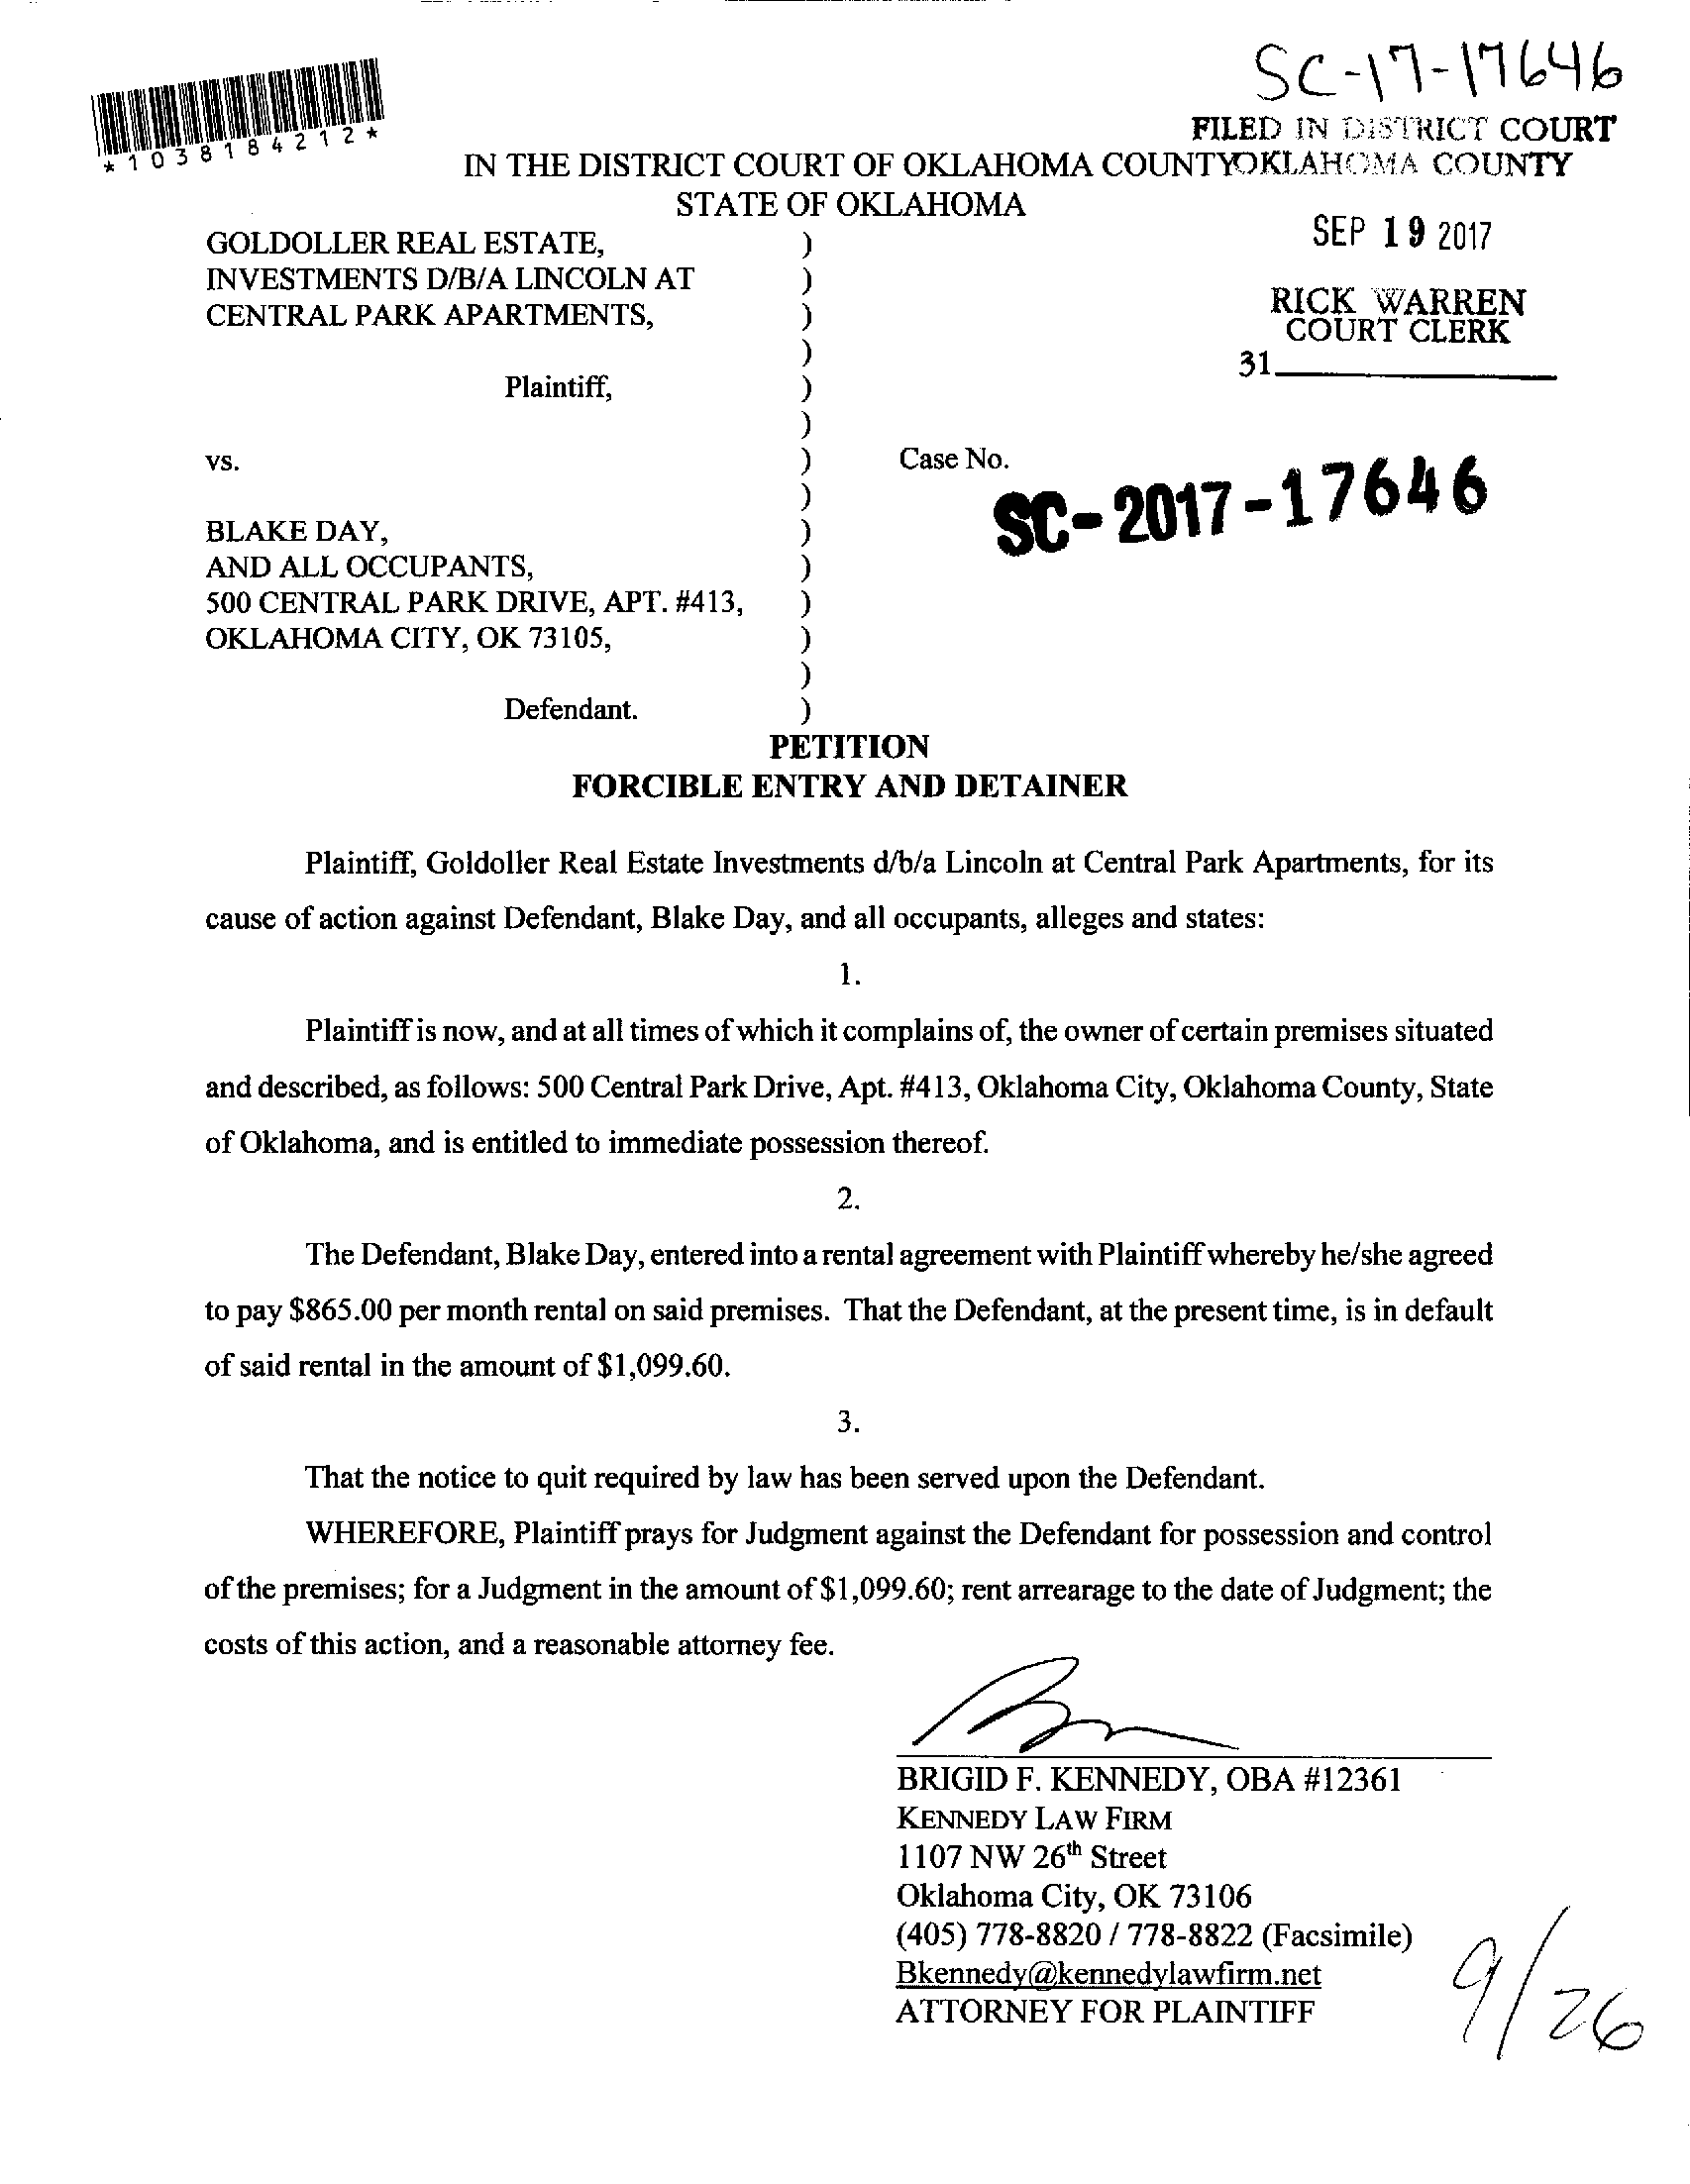 SC-17-17646
*1038184212*
FILED IN DISTRICT COURT
OKLAHOMA COUNTY
IN THE DISTRICT COURT OF OKLAHOMA COUNTY
STATE OF OKLAHOMA
SEP 19 2017
RICK WARREN
COURT CLERK
31
GOLDOLLER REAL ESTATE, )
INVESTMENTS D/B/A LINCOLN AT )
CENTRAL PARK APARTMENTS, )
)
Plaintiff, )
)
vs. ) Case No.
SC-2017-17646
)
BLAKE DAY, )
AND ALL OCCUPANTS, )
500 CENTRAL PARK DRIVE, APT. #413, )
OKLAHOMA CITY, OK 73105, )
)
Defendant. )
PETITION
FORCIBLE ENTRY AND DETAINER
Plaintiff, Goldoller Real Estate Investments d/b/a Lincoln at Central Park Apartments, for its
cause of action against Defendant, Blake Day, and all occupants, alleges and states:
1.
Plaintiff is now, and at all times of which it complains of, the owner of certain premises situated
and described, as follows: 500 Central Park Drive, Apt. #413, Oklahoma City, Oklahoma County, State
of Oklahoma, and is entitled to immediate possession thereof.
2.
The Defendant, Blake Day, entered into a rental agreement with Plaintiff whereby he/she agreed
to pay $865.00 per month rental on said premises. That the Defendant, at the present time, is in default
of said rental in the amount of $1,099.60.
3.
That the notice to quit required by law has been served upon the Defendant.
WHEREFORE, Plaintiff prays for Judgment against the Defendant for possession and control
of the premises; for a Judgment in the amount of $1,099.60; rent arrearage to the date of Judgment; the
costs of this action, and a reasonable attorney fee.
BRIGID F. KENNEDY, OBA #12361
KENNEDY LAW FIRM
1107 NW 26th Street
Oklahoma City, OK 73106
(405) 778-8820 / 778-8822 (Facsimile)
Bkennedy@kennedylawfirm.net
ATTORNEY FOR PLAINTIFF
9/26